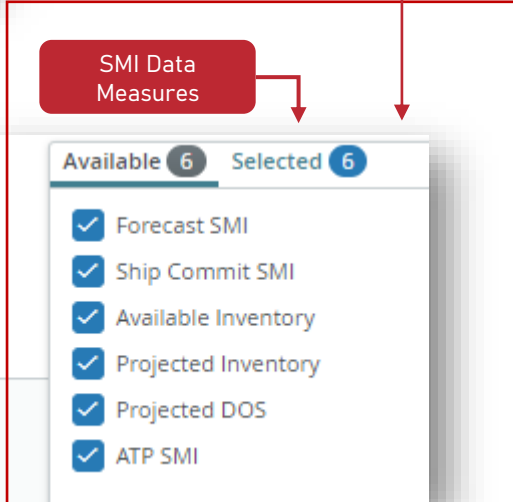 SMI Data
Measures
Available 6 Selected 6
Forecast SMI
Ship Commit SMI
Available Inventory
Projected Inventory
Projected DOS
ATP SMI